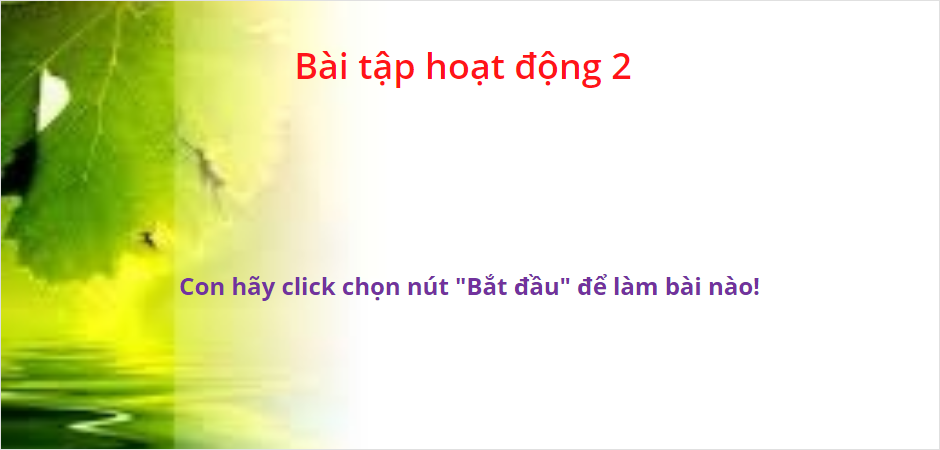 Bài tập hoạt động 2
Con hãy click chọn nút "Bắt đầu" để làm bài nào!